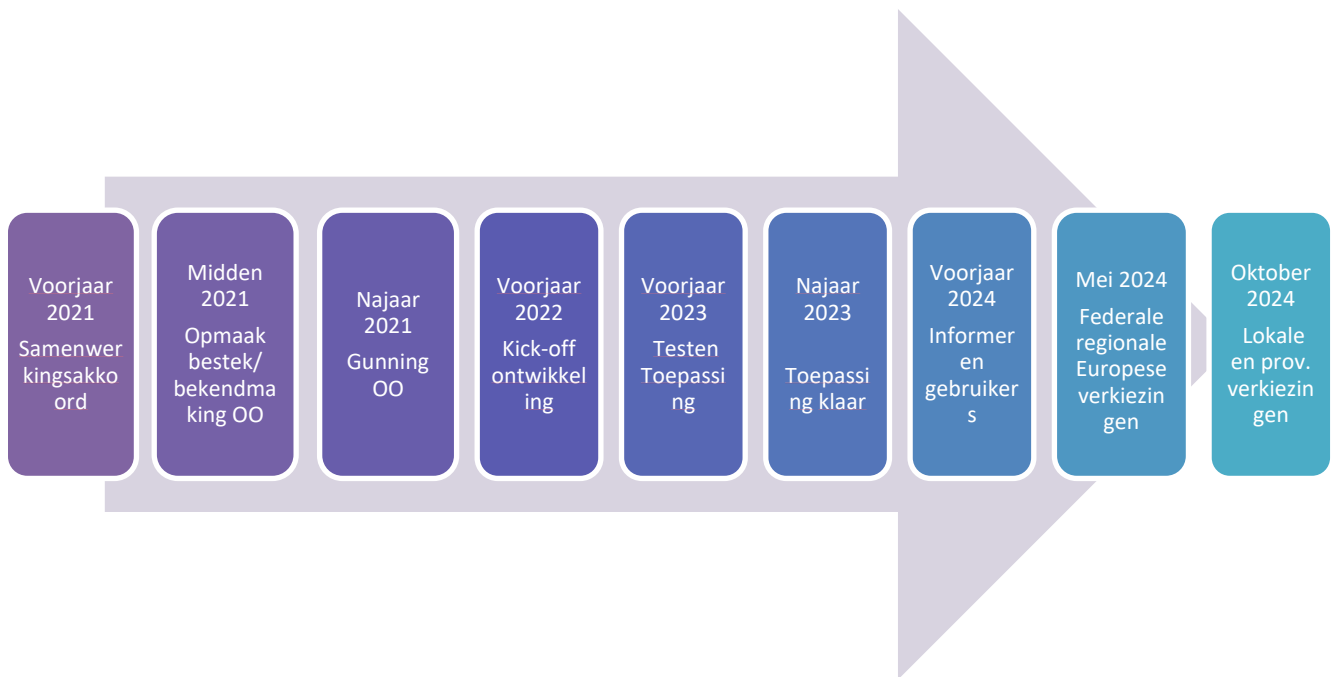 Voorjaar
2021
Samenwer
kingsakko
ord
Midden
2021
Opmaak
bestek/
bekendma
king OO
Najaar
2021
Gunning
OO
Voorjaar
2022
Kick-off
ontwikkel
ing
Voorjaar
2023
Testen
Toepassi
ng
Najaar
2023
Toepassi
ng klaar
Voorjaar
2024
Informer
en
gebruiker
s
Mei 2024
Federale
regionale
Europese
verkiezin
gen
Oktober
2024
Lokale
en prov.
verkiezin
gen